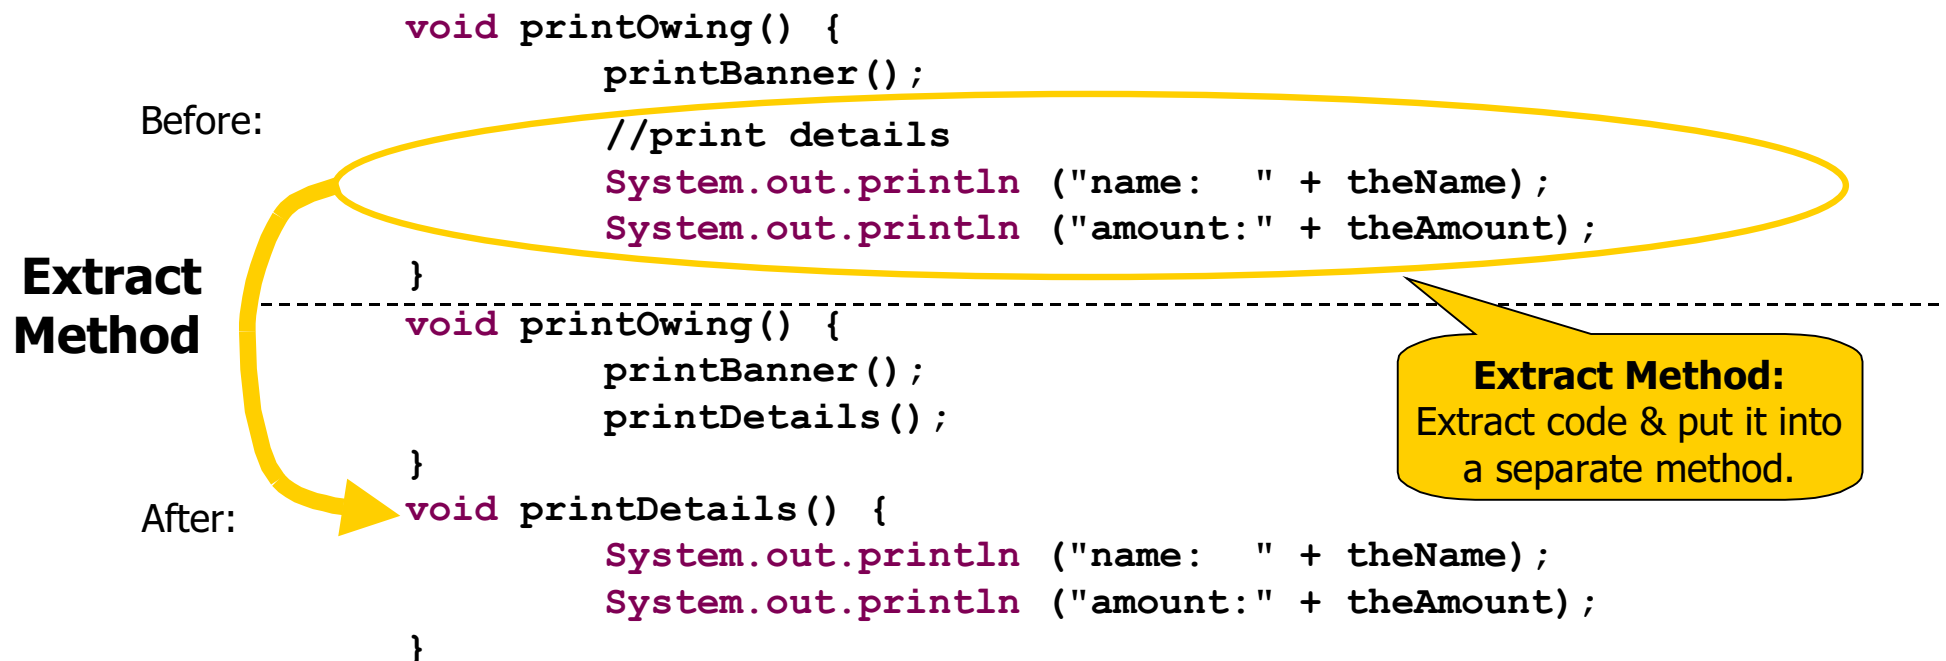 void printOwing() {
printBanner();
Before:
//print details
System.out.println ("name:  " + theName);
System.out.println ("amount:" + theAmount);
}
Extract
Method
void printOwing() {
printBanner();
printDetails();
}
Extract Method:
Extract code & put it into
a separate method.
After:
void printDetails() {
System.out.println ("name:  " + theName);
System.out.println ("amount:" + theAmount);
}